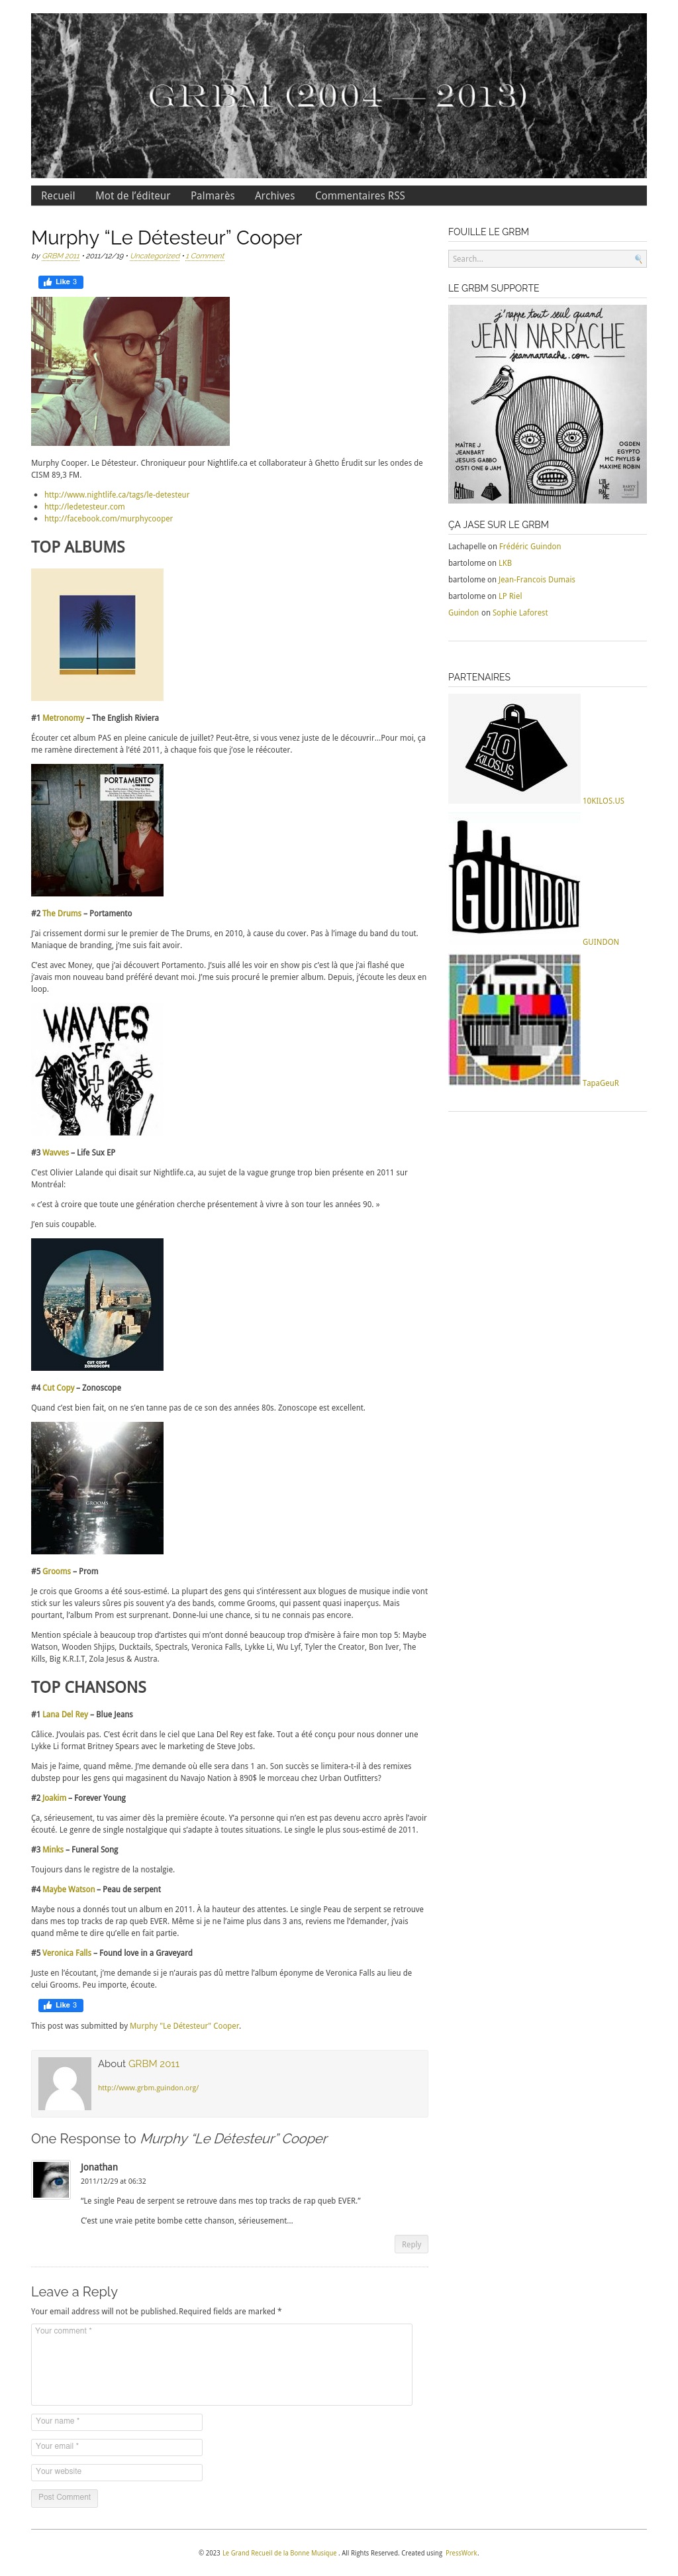 GRBM (2004 — 2013)
Recueil Mot de l'éditeur Palmarès Archives Commentaires RSS
Murphy “Le Détesteur” Cooper
by GRBM 2011 • 2011/12/19 • Uncategorized • 1 Comment
Like 3
Murphy Cooper. Le Détesteur. Chroniqueur pour Nightlife.ca et collaborateur à Ghetto Érudit sur les ondes de
CISM 89,3 FM.
http://www.nightlife.ca/tags/le-detesteur
http://ledetesteur.com
http://facebook.com/murphycooper
TOP ALBUMS
#1 Metronomy – The English Riviera
Écouter cet album PAS en pleine canicule de juillet? Peut-être, si vous venez juste de le découvrir…Pour moi, ça
me ramène directement à l'été 2011, à chaque fois que j'ose le réécouter.
PORTAMENTO
#2 The Drums – Portamento
J'ai crissement dormi sur le premier de The Drums, en 2010, à cause du cover. Pas à l'image du band du tout.
Maniaque de branding, j'me suis fait avoir.
C'est avec Money, que j'ai découvert Portamento. J'suis allé les voir en show pis c'est là que j'ai flashé que
j'avais mon nouveau band préféré devant moi. J'me suis procuré le premier album. Depuis, j'écoute les deux en
loop.
WAVVES
LIFE
SUX
#3 Wavves – Life Sux EP
C'est Olivier Lalande qui disait sur Nightlife.ca, au sujet de la vague grunge trop bien présente en 2011 sur
Montréal:
« c'est à croire que toute une génération cherche présentement à vivre à son tour les années 90. »
J'en suis coupable.
CUT COPY
ZONOSCOPE
#4 Cut Copy – Zonoscope
Quand c'est bien fait, on ne s'en tanne pas de ce son des années 80s. Zonoscope est excellent.
GROOMS
#5 Grooms – Prom
Je crois que Grooms a été sous-estimé. La plupart des gens qui s'intéressent aux blogues de musique indie vont
stick sur les valeurs sûres pis souvent y'a des bands, comme Grooms, qui passent quasi inaperçus. Mais
pourtant, l'album Prom est surprenant. Donne-lui une chance, si tu ne connais pas encore.
Mention spéciale à beaucoup trop d'artistes qui m'ont donné beaucoup trop d'misère à faire mon top 5: Maybe
Watson, Wooden Shjips, Ducktails, Spectrals, Veronica Falls, Lykke Li, Wu Lyf, Tyler the Creator, Bon Iver, The
Kills, Big K.R.I.T, Zola Jesus & Austra.
TOP CHANSONS
#1 Lana Del Rey – Blue Jeans
Câlice. J'voulais pas. C'est écrit dans le ciel que Lana Del Rey est fake. Tout a été conçu pour nous donner une
Lykke Li format Britney Spears avec le marketing de Steve Jobs.
Mais je l'aime, quand même. J'me demande où elle sera dans 1 an. Son succès se limitera-t-il à des remixes
dubstep pour les gens qui magasinent du Navajo Nation à 890$ le morceau chez Urban Outfitters?
#2 Joakim – Forever Young
Ça, sérieusement, tu vas aimer dès la première écoute. Y'a personne qui n'en est pas devenu accro après l'avoir
écouté. Le genre de single nostalgique qui s'adapte à toutes situations. Le single le plus sous-estimé de 2011.
#3 Minks – Funeral Song
Toujours dans le registre de la nostalgie.
#4 Maybe Watson – Peau de serpent
Maybe nous a donnés tout un album en 2011. À la hauteur des attentes. Le single Peau de serpent se retrouve
dans mes top tracks de rap queb EVER. Même si je ne l'aime plus dans 3 ans, reviens me l'demander, j'vais
quand même te dire qu'elle en fait partie.
#5 Veronica Falls – Found love in a Graveyard
Juste en l'écoutant, j'me demande si je n'aurais pas dû mettre l'album éponyme de Veronica Falls au lieu de
celui Grooms. Peu importe, écoute.
Like 3
This post was submitted by Murphy “Le Détesteur” Cooper.
About GRBM 2011
http://www.grbm.guindon.org/
One Response to Murphy “Le Détesteur” Cooper
Jonathan
2011/12/29 at 06:32
“Le single Peau de serpent se retrouve dans mes top tracks de rap queb EVER.”
C'est une vraie petite bombe cette chanson, sérieusement…
Reply
Leave a Reply
Your email address will not be published.Required fields are marked *
Your comment *
Your name *
Your email *
Your website
Post Comment
FOUILLE LE GRBM
Search...
LE GRBM SUPPORTE
j'rappe tout seul quand
JEAN NARRACHE
jeannarrache.com
MAÎTRE J
JEANBART
JESUIS GABBO
OSTI ONE & JAM
OGDEN
EGYPTO
MC PHYLIS &
MAXIME ROBIN
ÇA JASE SUR LE GRBM
Lachapelle on Frédéric Guindon
bartolome on LKB
bartolome on Jean-Francois Dumais
bartolome on LP Riel
Guindon on Sophie Laforest
PARTENAIRES
10
KILOS.US
10KILOS.US
GUINDON
GUINDON
TapaGeuR
© 2023 Le Grand Recueil de la Bonne Musique . All Rights Reserved. Created using PressWork.